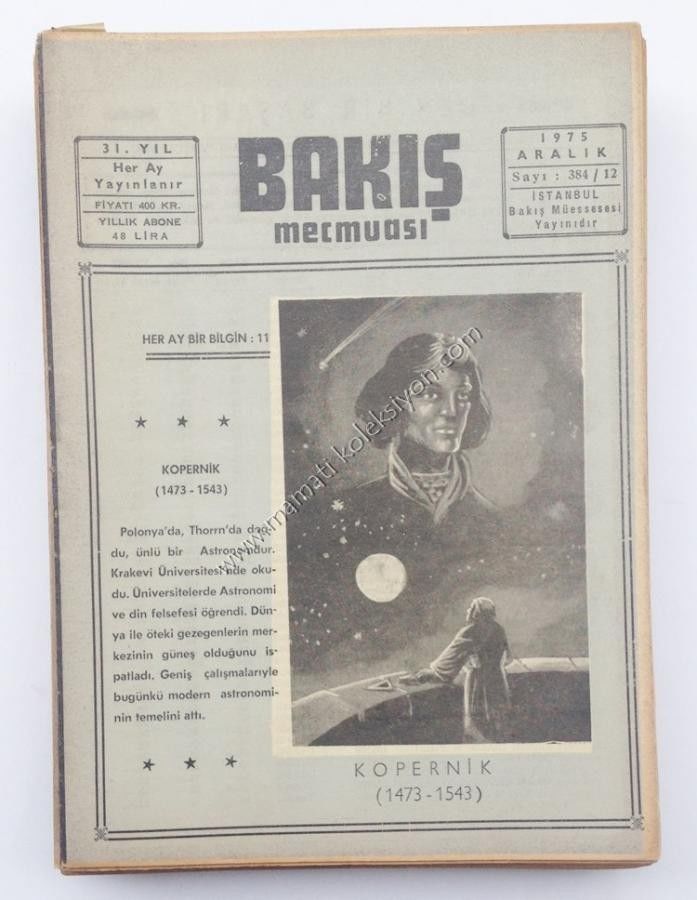 31. YIL
Her Ay
Yayınlanır
FİYATI 400 KR.
YILLIK ABONE
48 LİRA
BAKIŞ
mecmuası
1975
ARALIK
Sayı : 384 / 12
İSTANBUL
Bakış Müessesesi
Yayınıdır
HER AY BİR BİLGİN : 11
KOPERNİK
(1473 - 1543)
Polonya'da, Thorrn'da doğ-
du, ünlü bir Astronomdur.
Krakevi Üniversitesi'nde oku-
du. Üniversitelerde Astronomi
ve din felsefesi öğrendi. Dün-
ya ile öteki gezegenlerin mer-
kezinin güneş olduğunu is-
patladı. Geniş çalışmalarıyle
bugünkü modern astronomi-
nin temelini attı.
KOPERNİK
(1473 - 1543)
www.mamatikoleksiyon.com